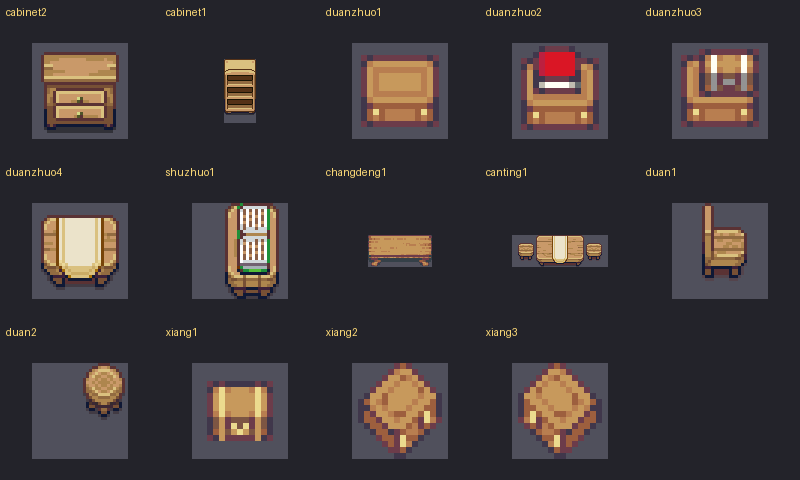 cabinet2
cabinet1
duanzhuo1
duanzhuo2
duanzhuo3
duanzhuo4
shuzhuo1
changdeng1
canting1
duan1
duan2
xiang1
xiang2
xiang3